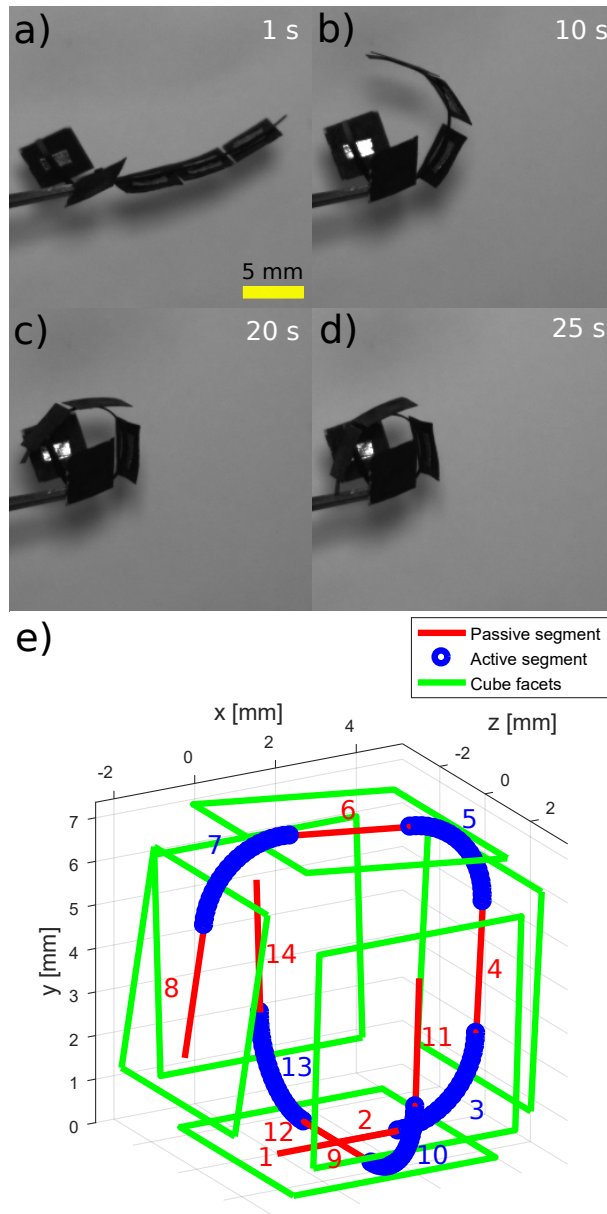 a)
1 s
b)
10 s
5 mm
c)
20 s
d)
25 s
e)
Passive segment
Active segment
Cube facets
x [mm]
z [mm]
-2
0
2
4
-2
0
2
y [mm]
7
6
5
4
3
2
1
0
6
5
7
4
14
8
11
13
3
2
12
1
9
10